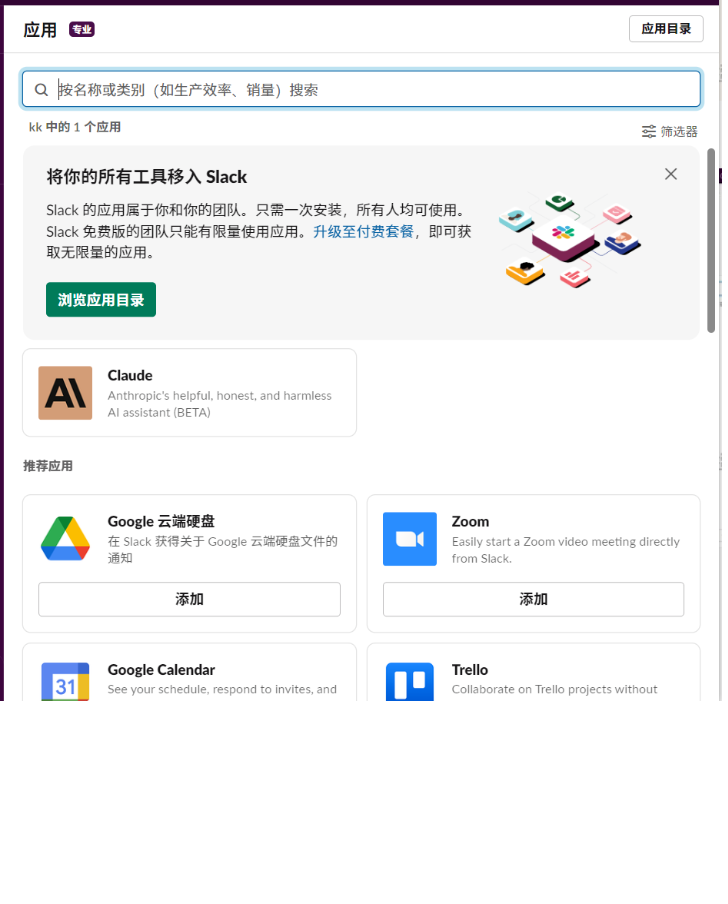 应用 专业
应用目录
按名称或类别（如生产效率、销量）搜索
kk 中的 1 个应用
筛选器
将你的所有工具移入 Slack
Slack 的应用属于你和你的团队。只需一次安装，所有人均可使用。
Slack 免费版的团队只能有限量使用应用。升级至付费套餐，即可获
取无限量的应用。
浏览应用目录
Claude
Anthropic's helpful, honest, and harmless
AI assistant (BETA)
推荐应用
Google 云端硬盘
在 Slack 获得关于 Google 云端硬盘文件的
通知
添加
Zoom
Easily start a Zoom video meeting directly
from Slack.
添加
31
Google Calendar
See your schedule, respond to invites, and
Trello
Collaborate on Trello projects without